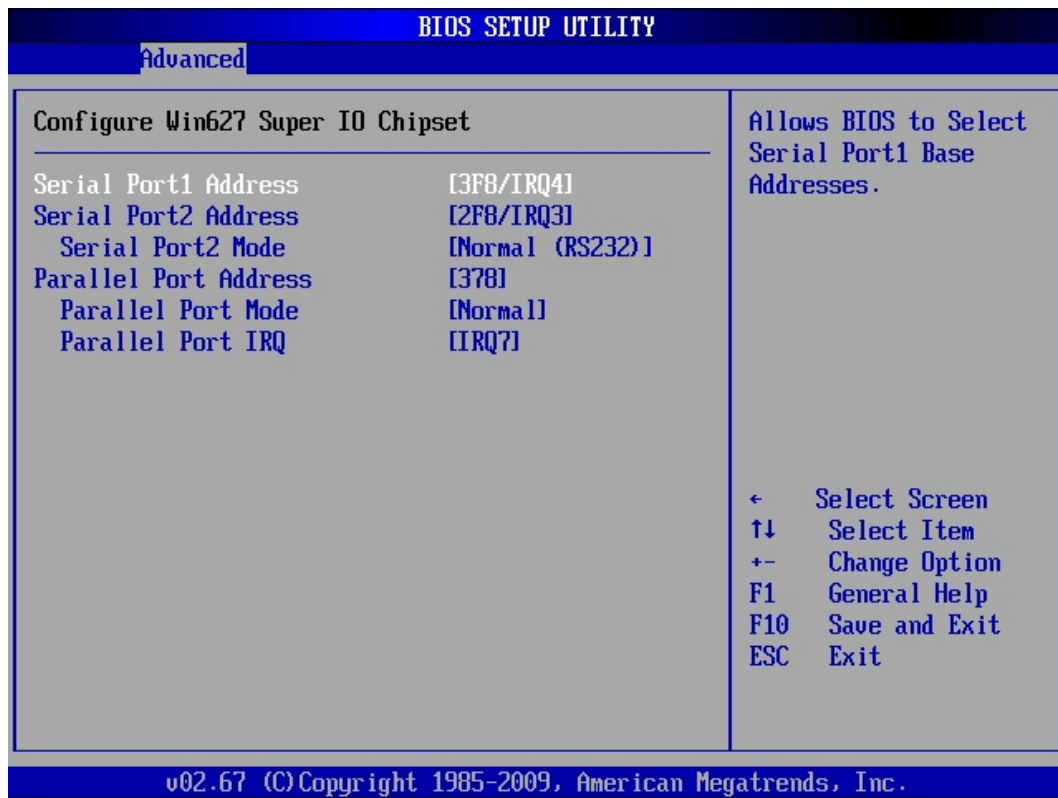 BIOS SETUP UTILITY
Advanced
Configure Win627 Super IO Chipset
Serial Port1 Address [3F8/IRQ4]
Serial Port2 Address [2F8/IRQ3]
Serial Port2 Mode [Normal (RS232)]
Parallel Port Address [378]
Parallel Port Mode [Normal]
Parallel Port IRQ [IRQ7]
Allows BIOS to Select
Serial Port1 Base
Addresses.
← Select Screen
↑↓ Select Item
+- Change Option
F1 General Help
F10 Save and Exit
ESC Exit
v02.67 (C)Copyright 1985-2009, American Megatrends, Inc.